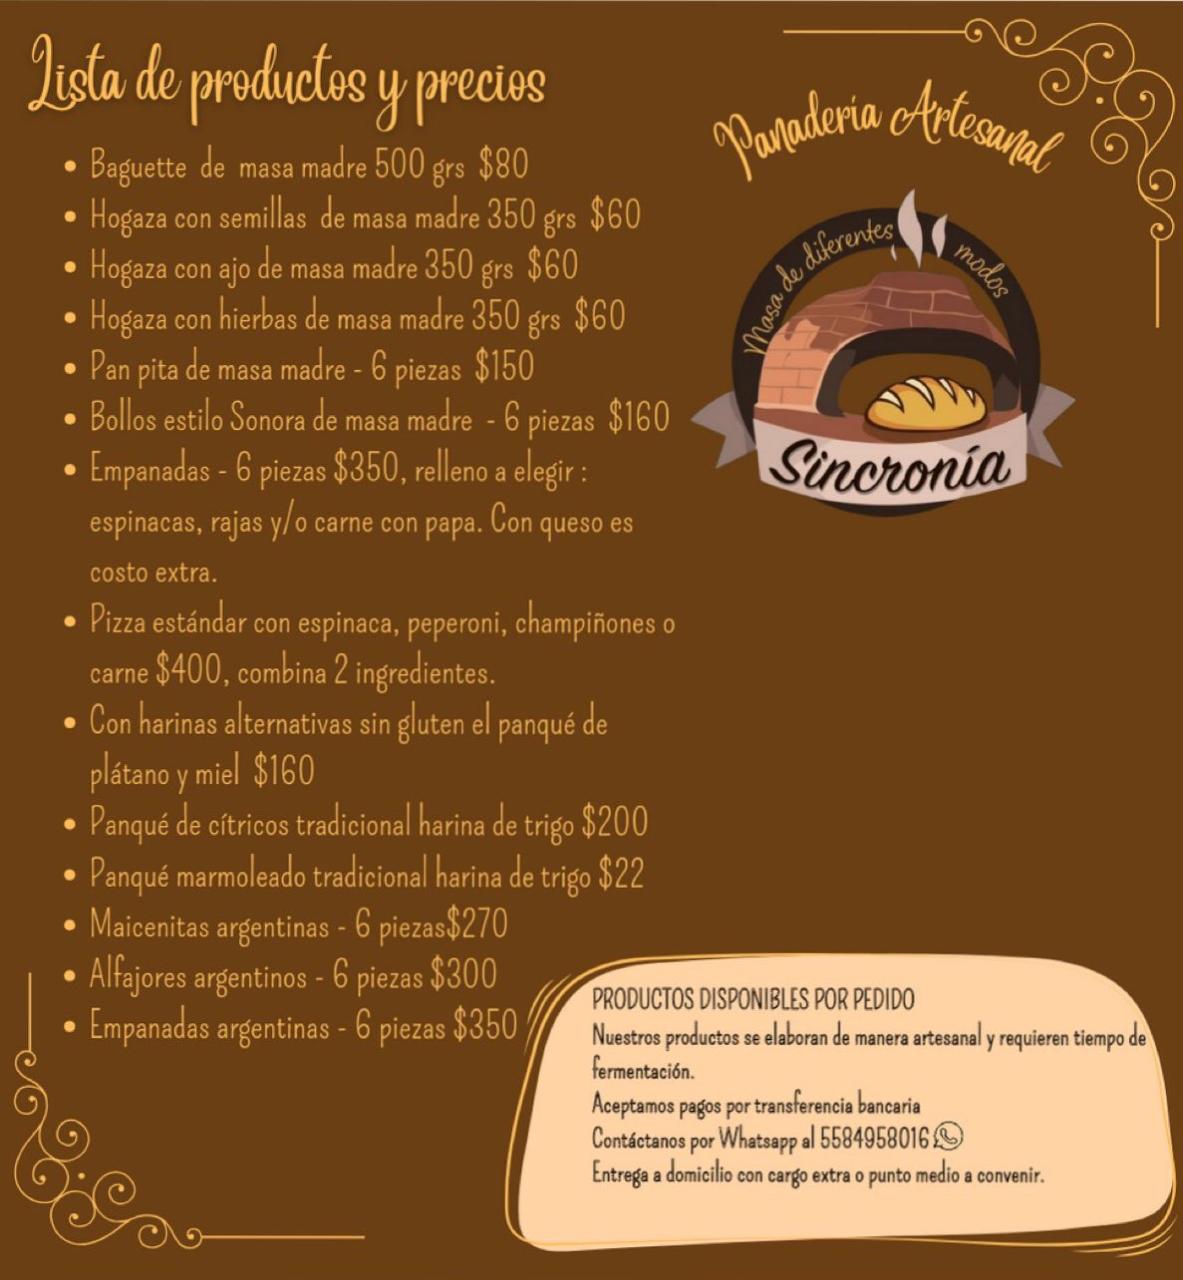 Lista de productos y precios
Panadería Artesanal
Masa de diferentes modos
Sincronía
• Baguette de masa madre 500 grs $80
• Hogaza con semillas de masa madre 350 grs $60
• Hogaza con ajo de masa madre 350 grs $60
• Hogaza con hierbas de masa madre 350 grs $60
• Pan pita de masa madre - 6 piezas $150
• Bollos estilo Sonora de masa madre - 6 piezas $160
• Empanadas - 6 piezas $350, relleno a elegir :
espinacas, rajas y/o carne con papa. Con queso es
costo extra.
• Pizza estándar con espinaca, peperoni, champiñones o
carne $400, combina 2 ingredientes.
• Con harinas alternativas sin gluten el panqué de
plátano y miel $160
• Panqué de cítricos tradicional harina de trigo $200
• Panqué marmoleado tradicional harina de trigo $22
• Maicenitas argentinas - 6 piezas$270
• Alfajores argentinos - 6 piezas $300
• Empanadas argentinas - 6 piezas $350
PRODUCTOS DISPONIBLES POR PEDIDO
Nuestros productos se elaboran de manera artesanal y requieren tiempo de
fermentación.
Aceptamos pagos por transferencia bancaria
Contáctanos por Whatsapp al 5584958016
Entrega a domicilio con cargo extra o punto medio a convenir.